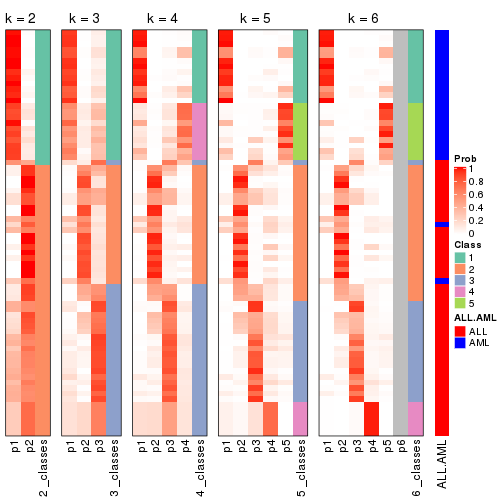 k = 2
k = 3
k = 4
k = 5
k = 6
Prob
1
0.8
0.6
0.4
0.2
0
Class
1
2
3
4
5
ALL.AML
ALL
AML
p1
p2
2_classes
p1
p2
p3
3_classes
p1
p2
p3
p4
4_classes
p1
p2
p3
p4
p5
5_classes
p1
p2
p3
p4
p5
p6
6_classes
ALL.AML